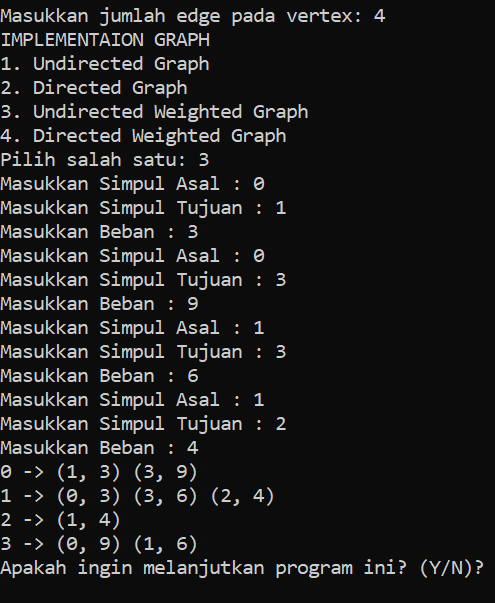 Masukkan jumlah edge pada vertex: 4
IMPLEMENTAION GRAPH
1. Undirected Graph
2. Directed Graph
3. Undirected Weighted Graph
4. Directed Weighted Graph
Pilih salah satu: 3
Masukkan Simpul Asal : 0
Masukkan Simpul Tujuan : 1
Masukkan Beban : 3
Masukkan Simpul Asal : 0
Masukkan Simpul Tujuan : 3
Masukkan Beban : 9
Masukkan Simpul Asal : 1
Masukkan Simpul Tujuan : 3
Masukkan Beban : 6
Masukkan Simpul Asal : 1
Masukkan Simpul Tujuan : 2
Masukkan Beban : 4
0 -> (1, 3) (3, 9)
1 -> (0, 3) (3, 6) (2, 4)
2 -> (1, 4)
3 -> (0, 9) (1, 6)
Apakah ingin melanjutkan program ini? (Y/N)?